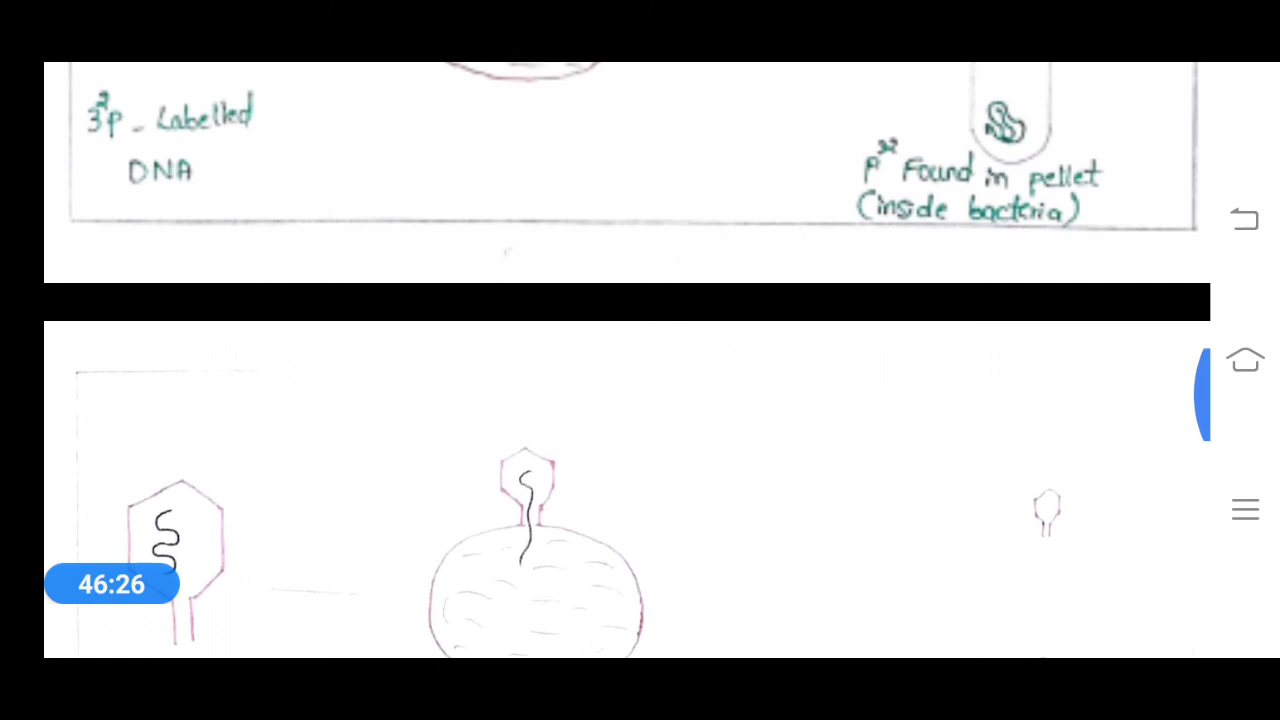 32p - Labelled
DNA
p32 Found in pellet
(inside bacteria)
46:26